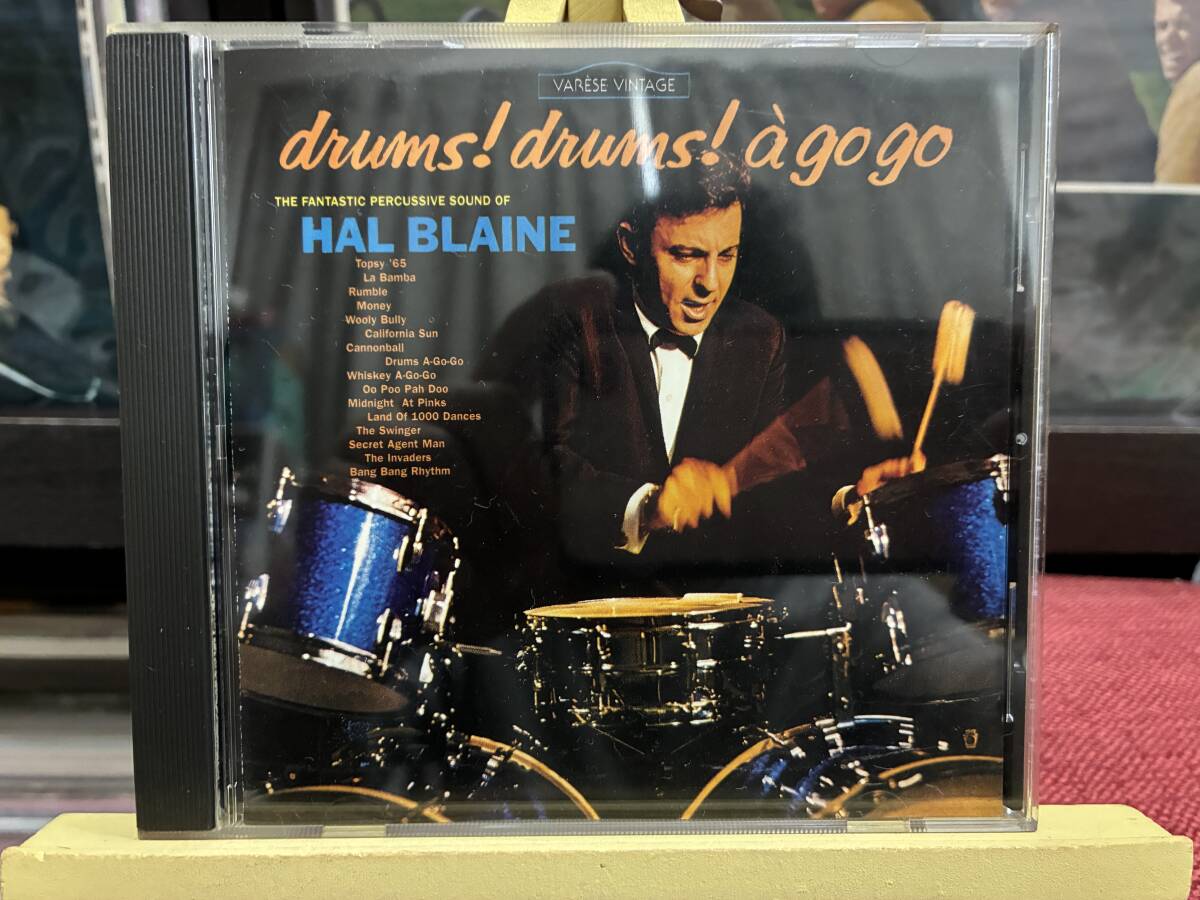 VARÈSE VINTAGE
drums! drums! à go go
THE FANTASTIC PERCUSSIVE SOUND OF
HAL BLAINE
Topsy '65
La Bamba
Rumble
Money
Wooly Bully
California Sun
Cannonball
Drums A-Go-Go
Whiskey A-Go-Go
Oo Poo Pah Doo
Midnight At Pinks
Land Of 1000 Dances
The Swinger
Secret Agent Man
The Invaders
Bang Bang Rhythm